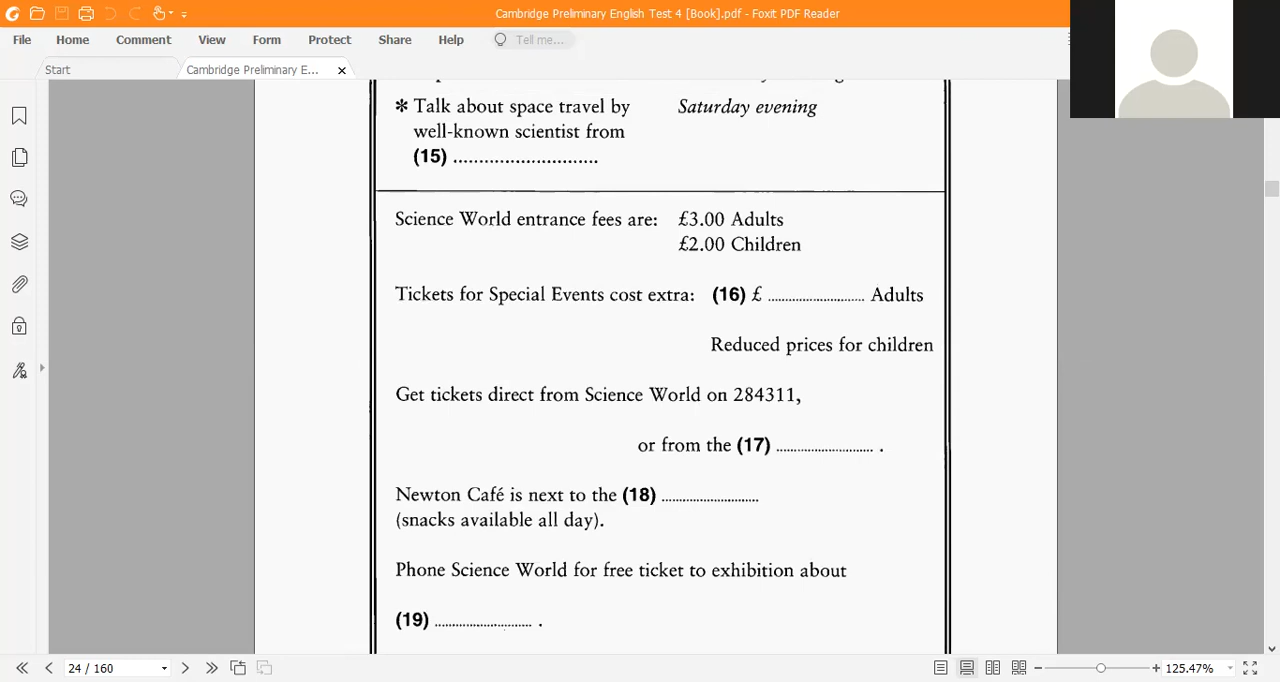 Cambridge Preliminary English Test 4 [Book].pdf - Foxit PDF Reader
File Home Comment View Form Protect Share Help Tell me...
Start Cambridge Preliminary E...
* Talk about space travel by Saturday evening
well-known scientist from
(15) ............................
Science World entrance fees are: £3.00 Adults
£2.00 Children
Tickets for Special Events cost extra: (16) £ ............................ Adults
Reduced prices for children
Get tickets direct from Science World on 284311,
or from the (17) ............................ .
Newton Café is next to the (18) ............................
(snacks available all day).
Phone Science World for free ticket to exhibition about
(19) ............................ .
24 / 160 125.47%